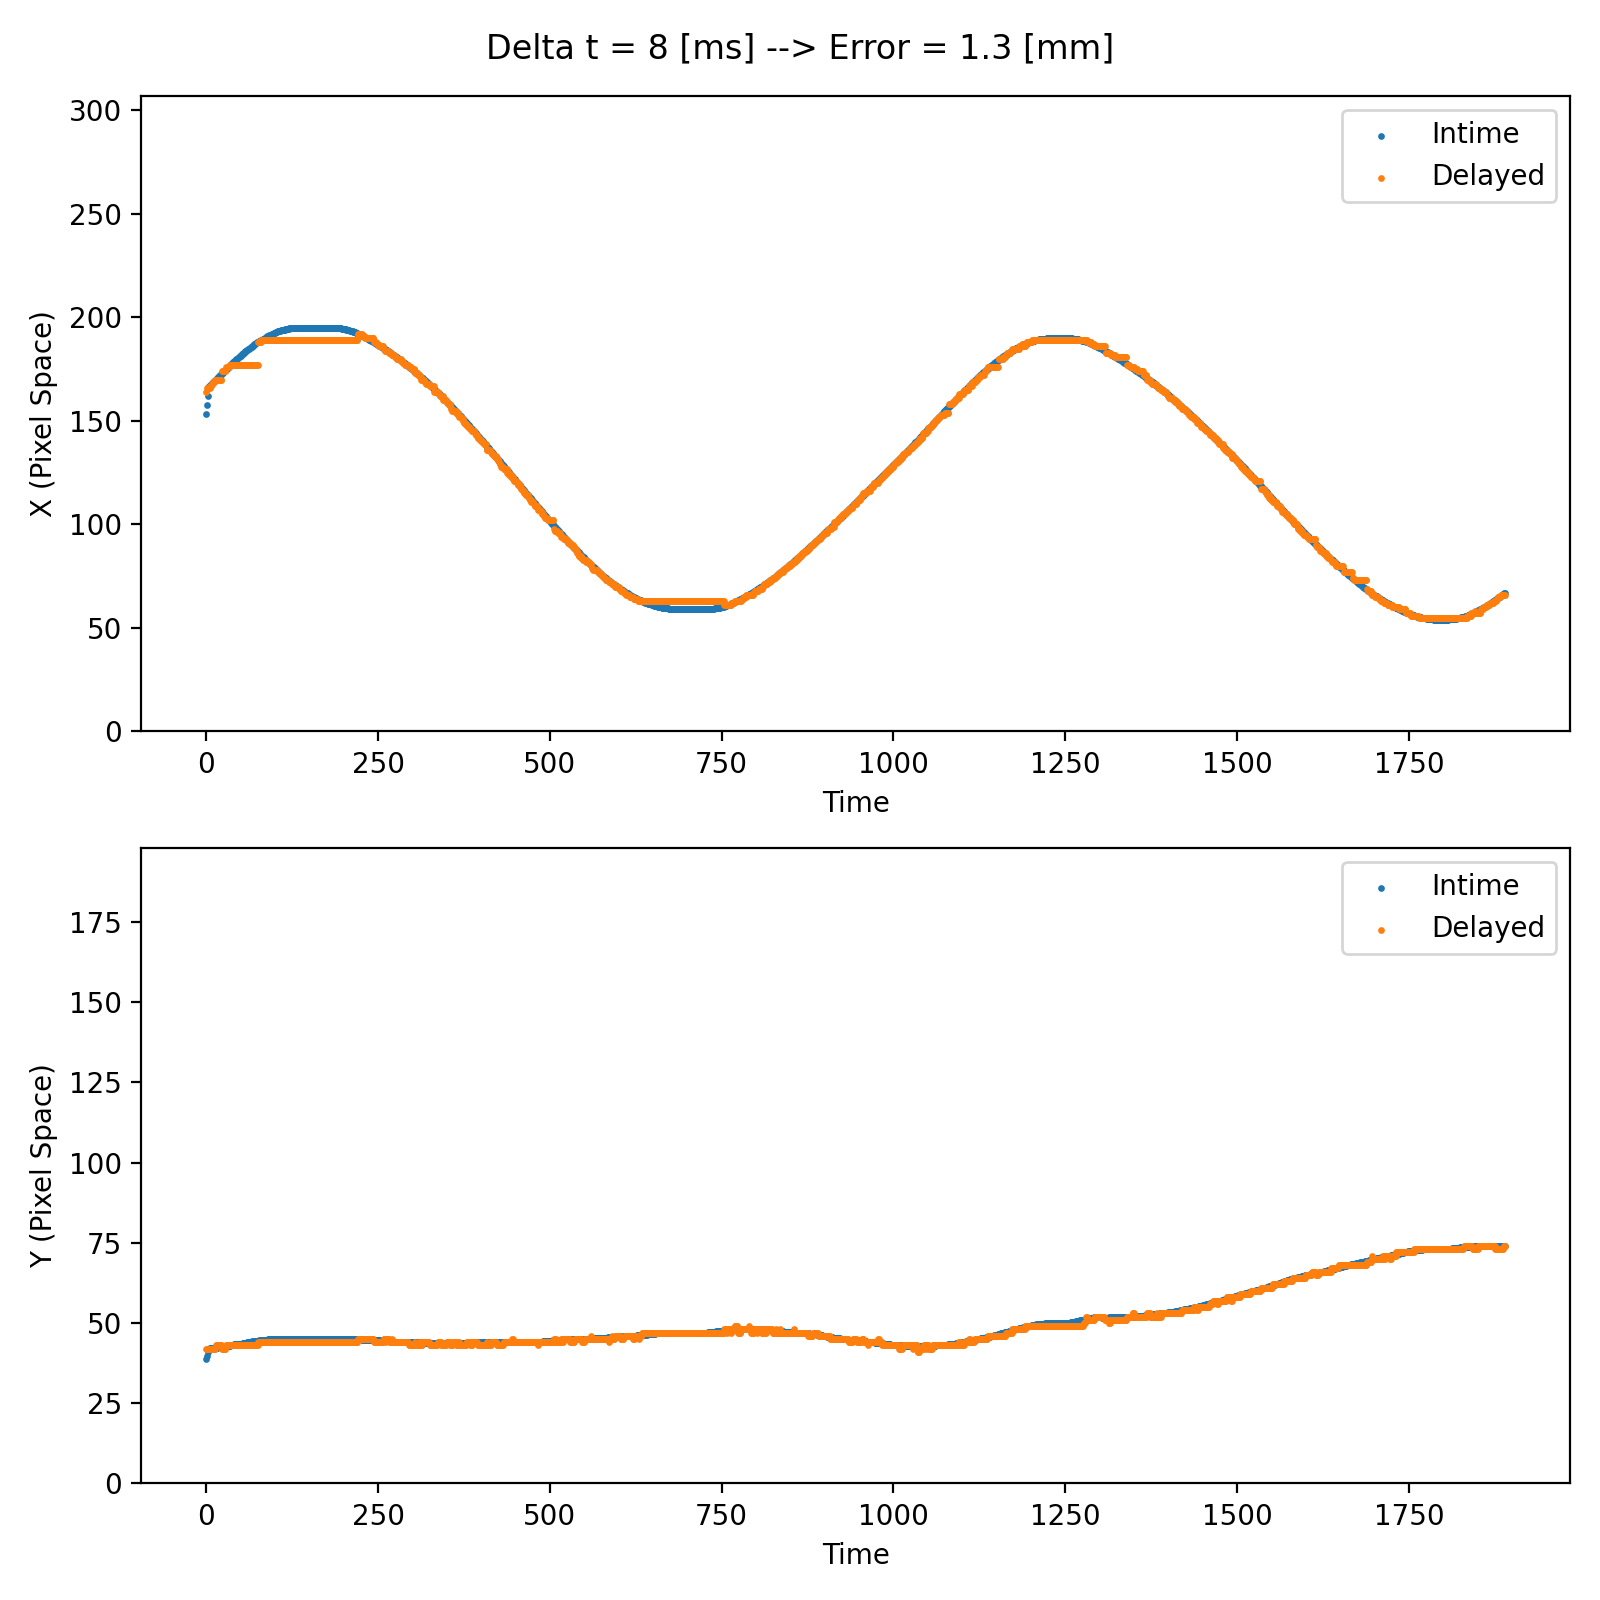 Delta t = 8 [ms] --> Error = 1.3 [mm]
300
250
200
150
100
50
0
X (Pixel Space)
Intime
Delayed
0 250 500 750 1000 1250 1500 1750
Time
175
150
125
100
75
50
25
0
Y (Pixel Space)
Intime
Delayed
0 250 500 750 1000 1250 1500 1750
Time